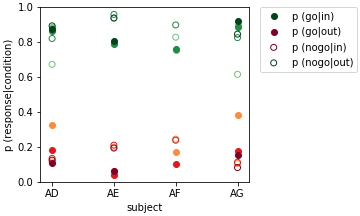 1.0
0.8
0.6
0.4
0.2
0.0
p (response|condition)
AD AE AF AG
subject
p (go|in)
p (go|out)
p (nogo|in)
p (nogo|out)